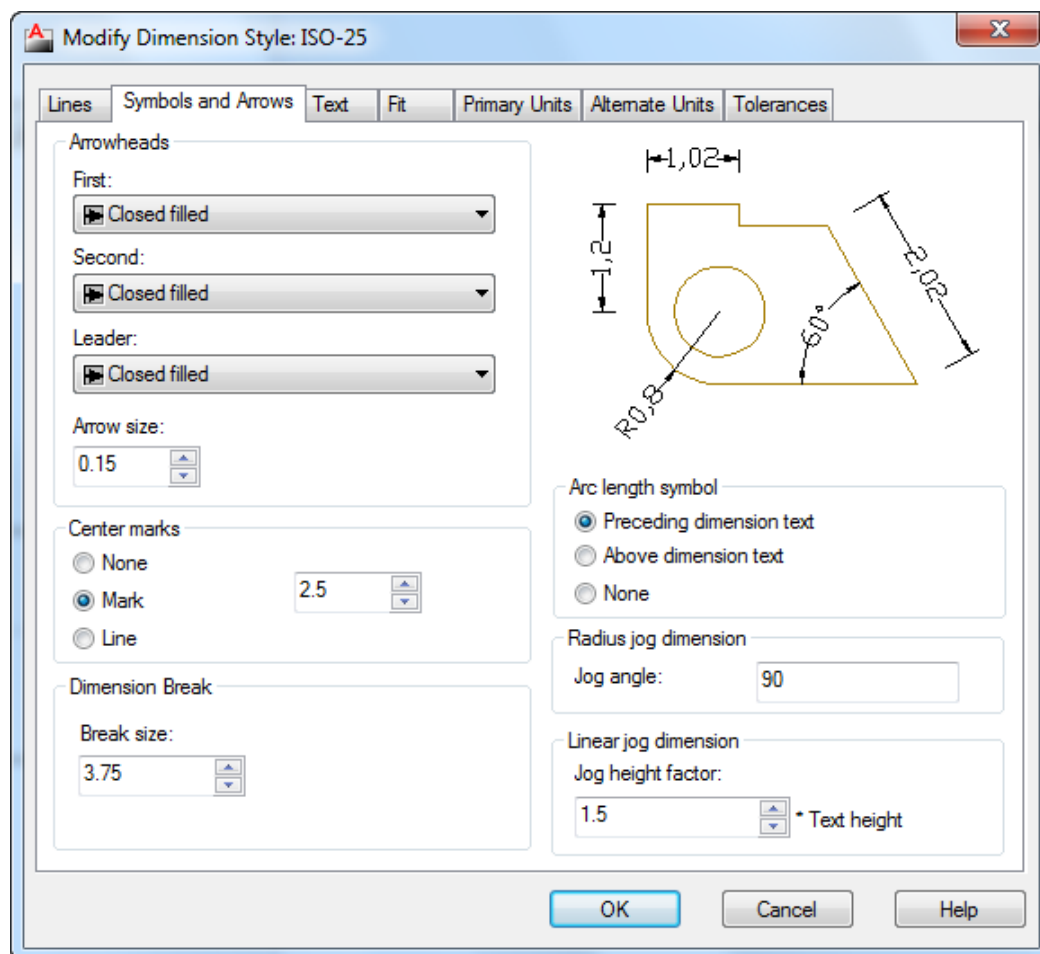 Modify Dimension Style: ISO-25
Lines Symbols and Arrows Text Fit Primary Units Alternate Units Tolerances
Arrowheads
First:
Closed filled
Second:
Closed filled
Leader:
Closed filled
Arrow size:
0.15
Center marks
None
Mark
Line
2.5
Dimension Break
Break size:
3.75
1,02
1,2
2,02
60°
R0,8
Arc length symbol
Preceding dimension text
Above dimension text
None
Radius jog dimension
Jog angle:
90
Linear jog dimension
Jog height factor:
1.5
* Text height
OK Cancel Help